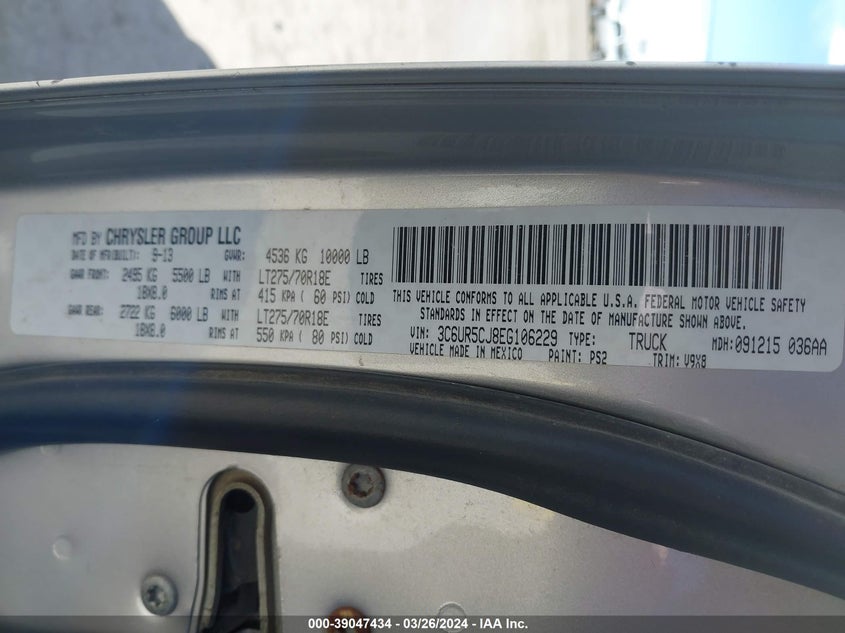 MFD BY CHRYSLER GROUP LLC
DATE OF MFR(BUILT): 9-13 GVWR: 4536 KG 10000 LB
GAWR FRONT: 2495 KG 5500 LB WITH LT275/70R18E TIRES
18X8.0 RIMS AT 415 KPA ( 60 PSI) COLD
GAWR REAR: 2722 KG 6000 LB WITH LT275/70R18E TIRES
18X8.0 RIMS AT 550 KPA ( 80 PSI) COLD
THIS VEHICLE CONFORMS TO ALL APPLICABLE U.S.A. FEDERAL MOTOR VEHICLE SAFETY
STANDARDS IN EFFECT ON THE DATE OF MANUFACTURE SHOWN ABOVE.
VIN: 3C6UR5CJ8EG106229 TYPE: TRUCK MDH: 091215 036AA
VEHICLE MADE IN MEXICO PAINT: PS2 TRIM: V9X8
000-39047434 / 03/26/2024 / IAA Inc.